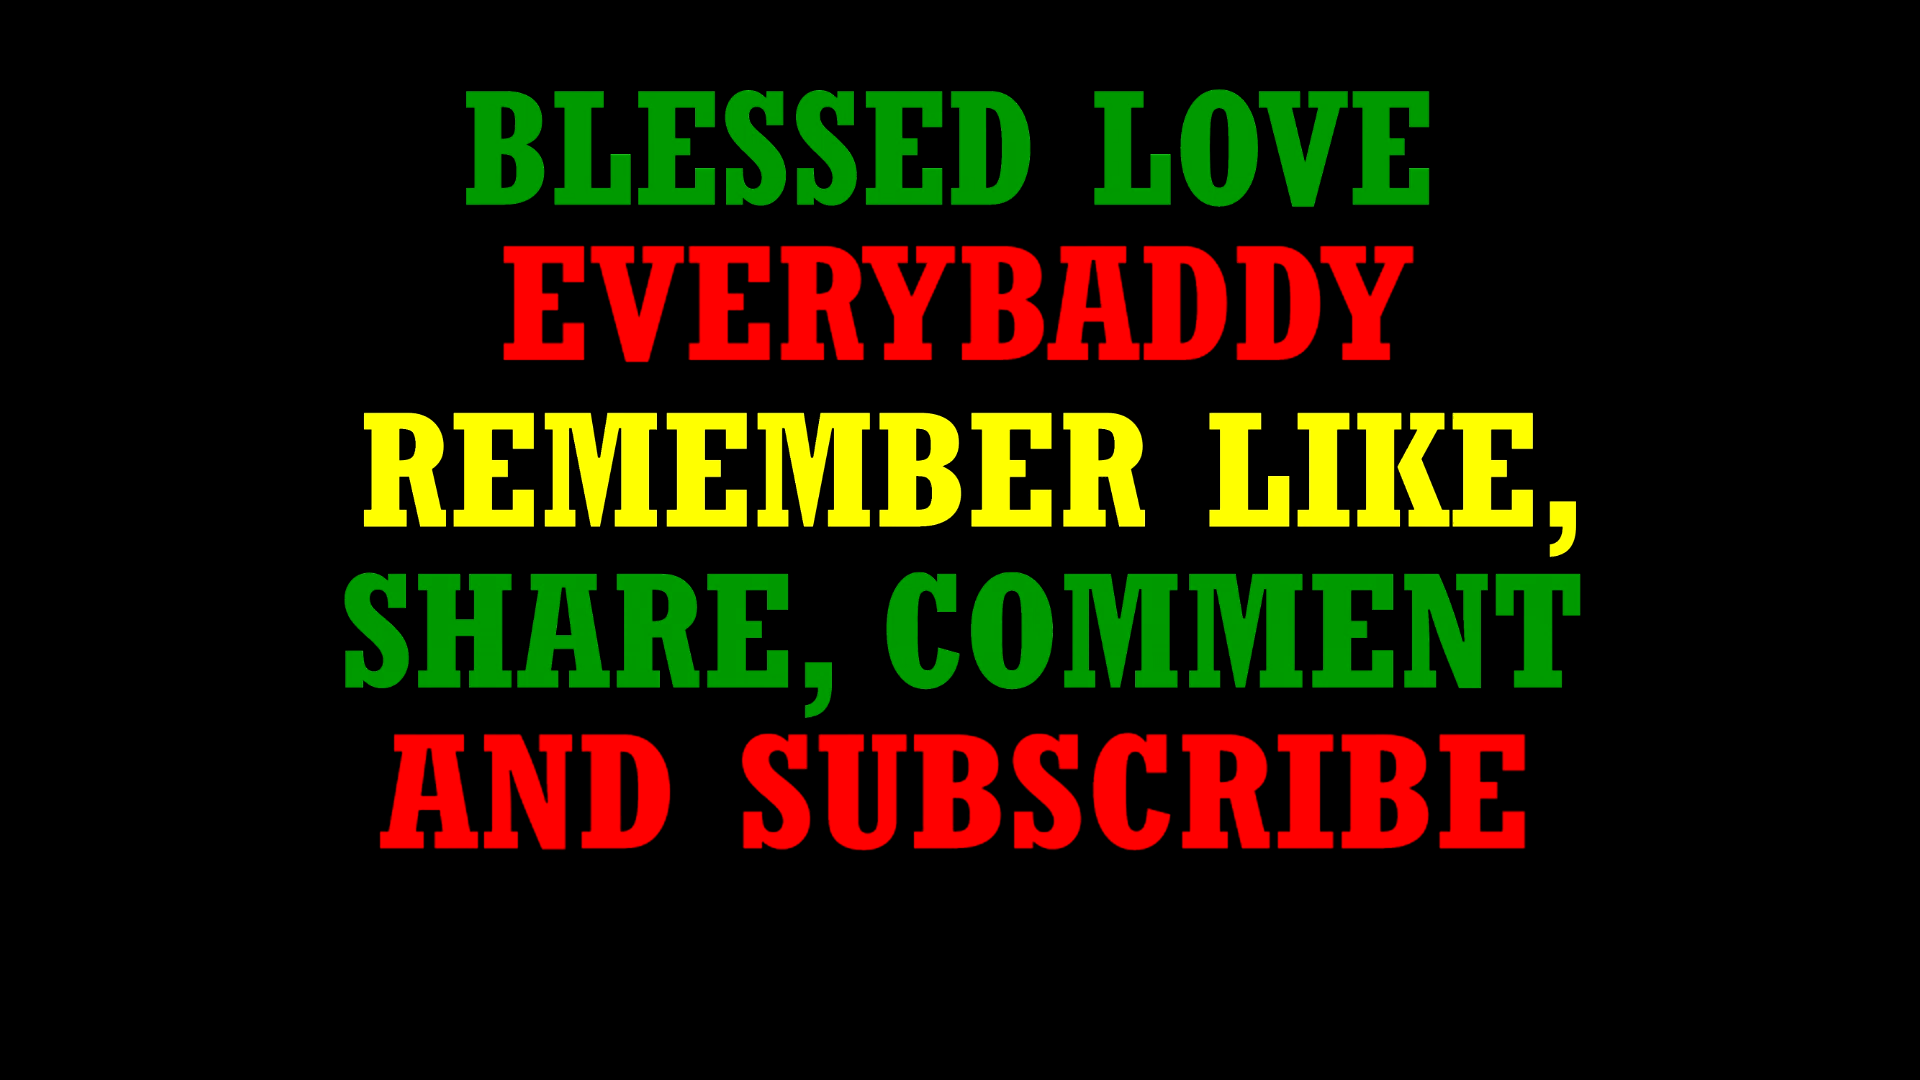 BLESSED LOVE
EVERYBADDY
REMEMBER LIKE,
SHARE, COMMENT
AND SUBSCRIBE